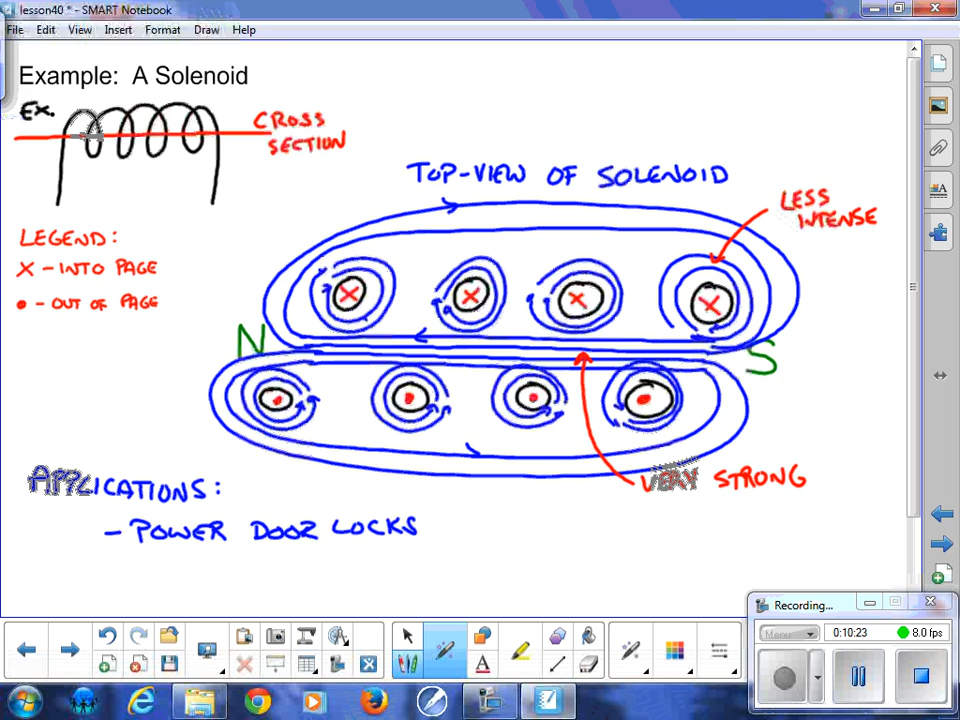 lesson40 * - SMART Notebook
File Edit View Insert Format Draw Help
Example: A Solenoid
EX.
CROSS
SECTION
TOP-VIEW OF SOLENOID
LESS
INTENSE
LEGEND:
X - INTO PAGE
• - OUT OF PAGE
X X X X
N
S
VERY STRONG
APPLICATIONS:
- POWER DOOR LOCKS
Recording...
Menu
0:10:23
8.0 fps